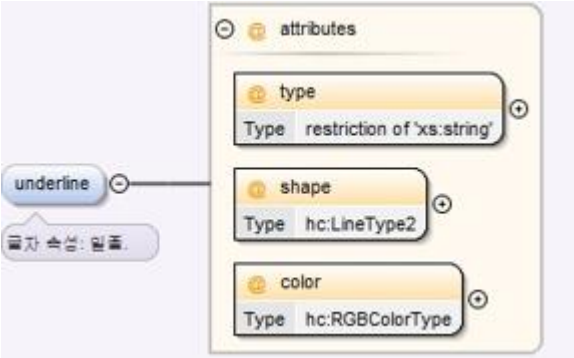 attributes
type
Type restriction of 'xs:string'
underline
shape
Type hc:LineType2
글자 속성: 밑줄.
color
Type hc:RGBColorType